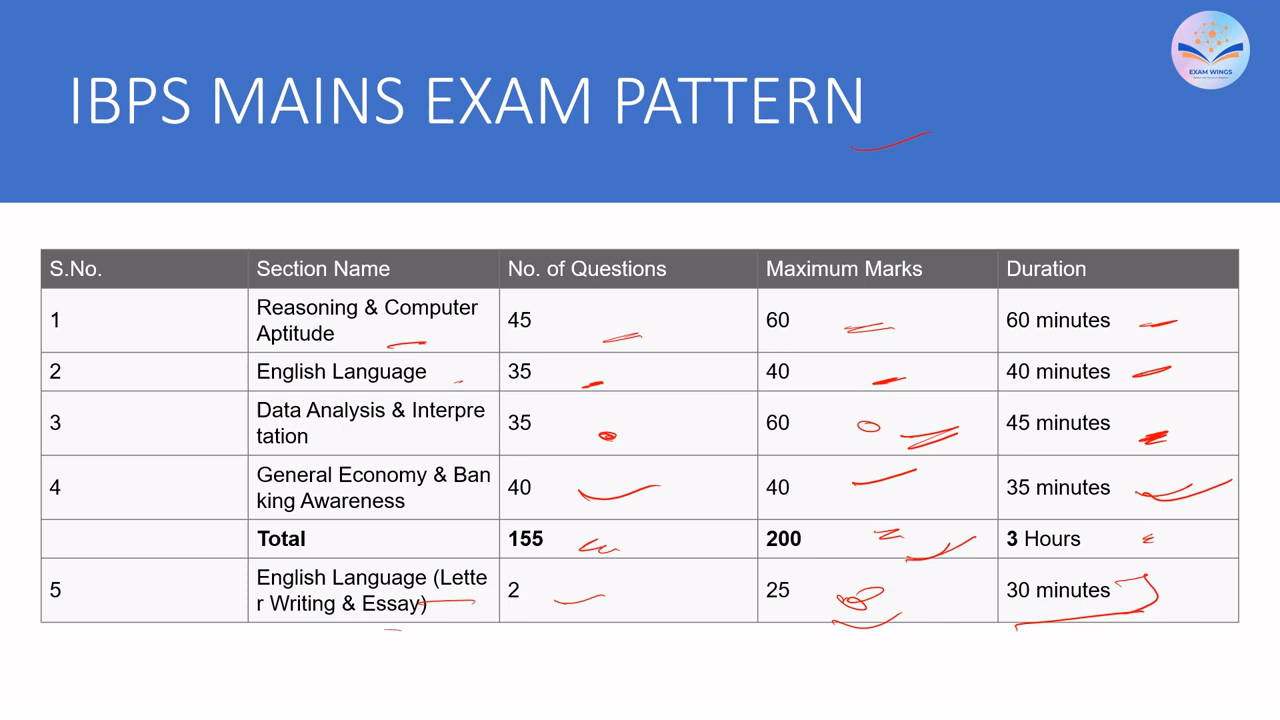 EXAM WINGS
IBPS MAINS EXAM PATTERN
S.No. Section Name No. of Questions Maximum Marks Duration
1 Reasoning & Computer Aptitude 45 60 60 minutes
2 English Language 35 40 40 minutes
3 Data Analysis & Interpre
tation 35 60 45 minutes
4 General Economy & Ban
king Awareness 40 40 35 minutes
Total 155 200 3 Hours
5 English Language (Lette
r Writing & Essay) 2 25 30 minutes